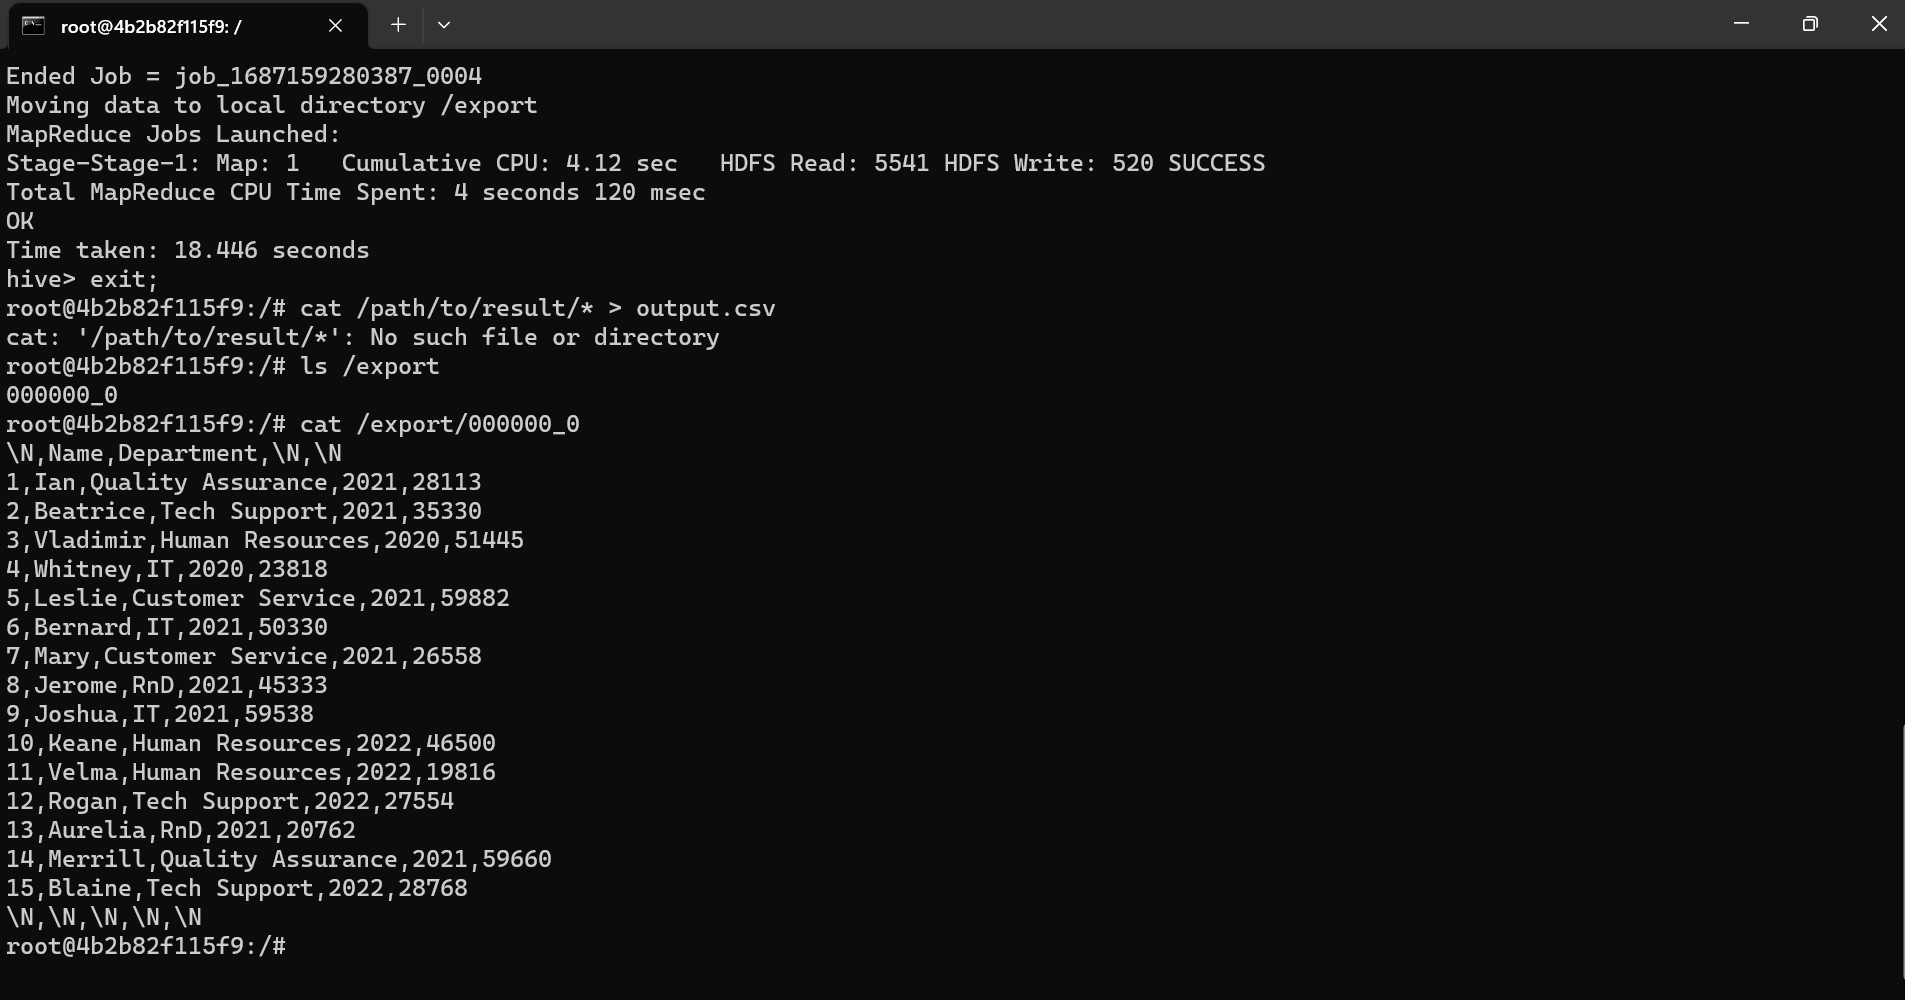 root@4b2b82f115f9: /
Ended Job = job_1687159280387_0004
Moving data to local directory /export
MapReduce Jobs Launched:
Stage-Stage-1: Map: 1   Cumulative CPU: 4.12 sec   HDFS Read: 5541 HDFS Write: 520 SUCCESS
Total MapReduce CPU Time Spent: 4 seconds 120 msec
OK
Time taken: 18.446 seconds
hive> exit;
root@4b2b82f115f9:/# cat /path/to/result/* > output.csv
cat: '/path/to/result/*': No such file or directory
root@4b2b82f115f9:/# ls /export
000000_0
root@4b2b82f115f9:/# cat /export/000000_0
\N,Name,Department,\N,\N
1,Ian,Quality Assurance,2021,28113
2,Beatrice,Tech Support,2021,35330
3,Vladimir,Human Resources,2020,51445
4,Whitney,IT,2020,23818
5,Leslie,Customer Service,2021,59882
6,Bernard,IT,2021,50330
7,Mary,Customer Service,2021,26558
8,Jerome,RnD,2021,45333
9,Joshua,IT,2021,59538
10,Keane,Human Resources,2022,46500
11,Velma,Human Resources,2022,19816
12,Rogan,Tech Support,2022,27554
13,Aurelia,RnD,2021,20762
14,Merrill,Quality Assurance,2021,59660
15,Blaine,Tech Support,2022,28768
\N,\N,\N,\N,\N
root@4b2b82f115f9:/#